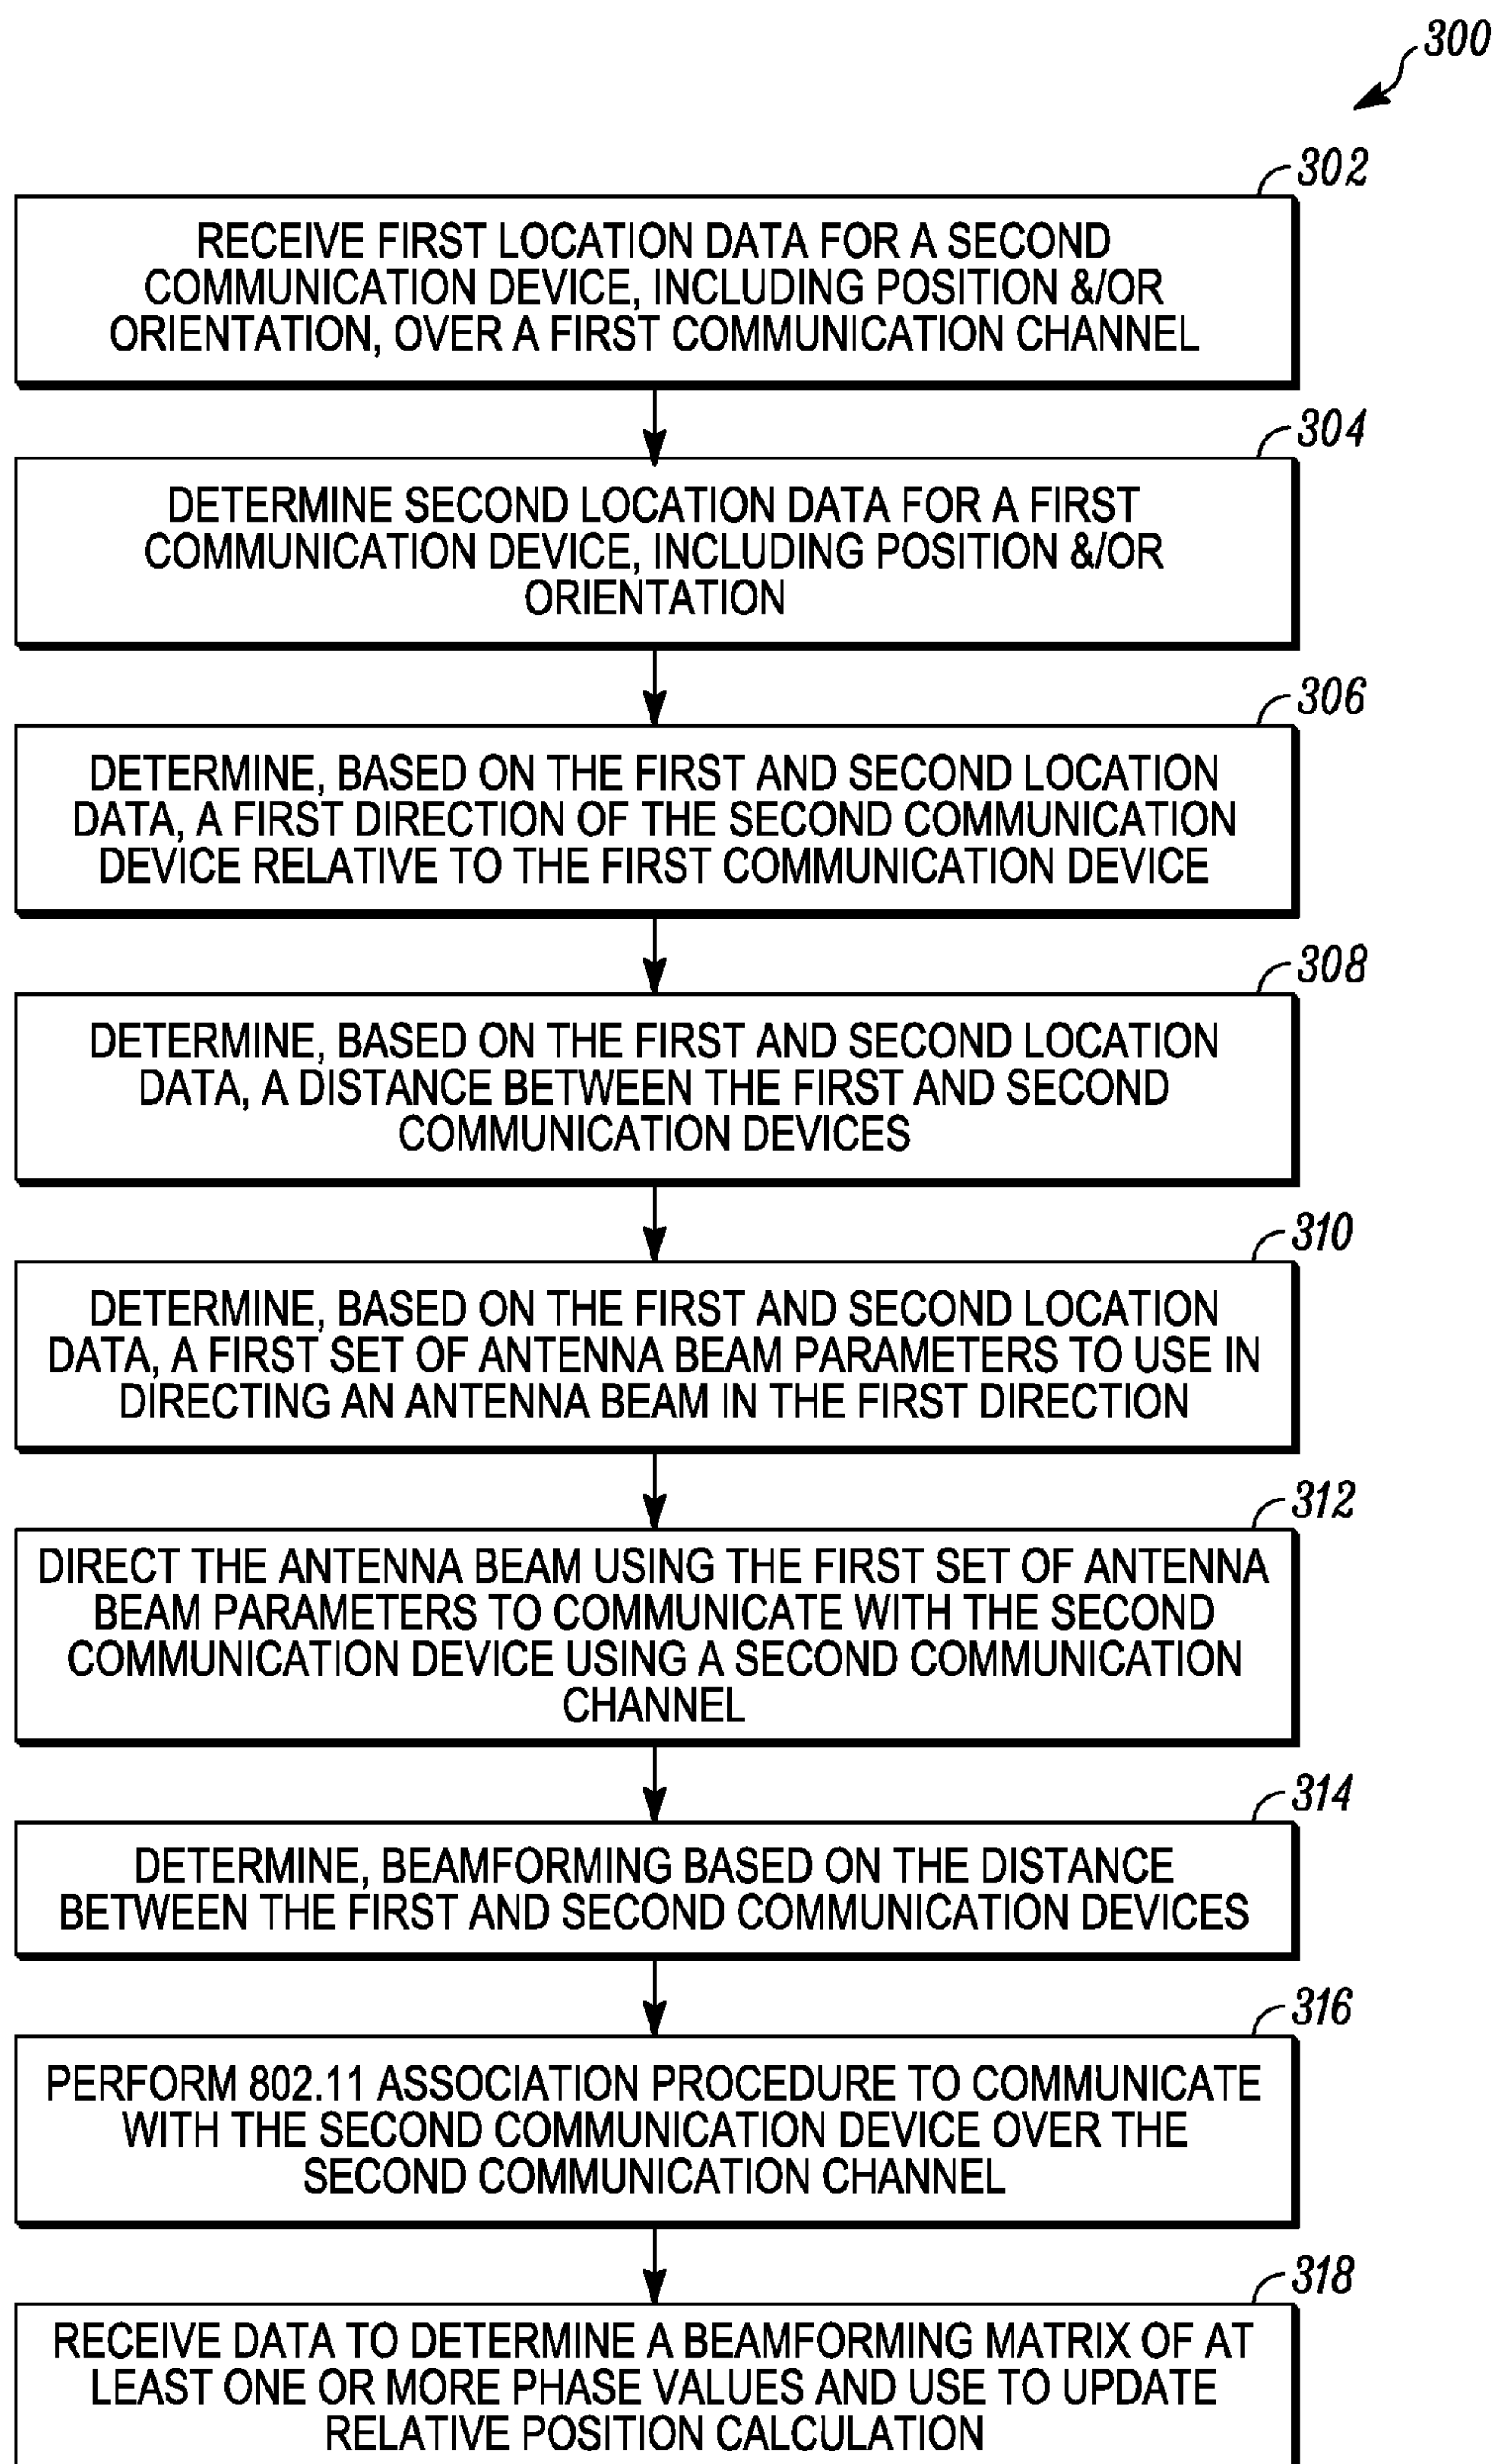 300
302
RECEIVE FIRST LOCATION DATA FOR A SECOND
COMMUNICATION DEVICE, INCLUDING POSITION &/OR
ORIENTATION, OVER A FIRST COMMUNICATION CHANNEL
304
DETERMINE SECOND LOCATION DATA FOR A FIRST
COMMUNICATION DEVICE, INCLUDING POSITION &/OR
ORIENTATION
306
DETERMINE, BASED ON THE FIRST AND SECOND LOCATION
DATA, A FIRST DIRECTION OF THE SECOND COMMUNICATION
DEVICE RELATIVE TO THE FIRST COMMUNICATION DEVICE
308
DETERMINE, BASED ON THE FIRST AND SECOND LOCATION
DATA, A DISTANCE BETWEEN THE FIRST AND SECOND
COMMUNICATION DEVICES
310
DETERMINE, BASED ON THE FIRST AND SECOND LOCATION
DATA, A FIRST SET OF ANTENNA BEAM PARAMETERS TO USE IN
DIRECTING AN ANTENNA BEAM IN THE FIRST DIRECTION
312
DIRECT THE ANTENNA BEAM USING THE FIRST SET OF ANTENNA
BEAM PARAMETERS TO COMMUNICATE WITH THE SECOND
COMMUNICATION DEVICE USING A SECOND COMMUNICATION
CHANNEL
314
DETERMINE, BEAMFORMING BASED ON THE DISTANCE
BETWEEN THE FIRST AND SECOND COMMUNICATION DEVICES
316
PERFORM 802.11 ASSOCIATION PROCEDURE TO COMMUNICATE
WITH THE SECOND COMMUNICATION DEVICE OVER THE
SECOND COMMUNICATION CHANNEL
318
RECEIVE DATA TO DETERMINE A BEAMFORMING MATRIX OF AT
LEAST ONE OR MORE PHASE VALUES AND USE TO UPDATE
RELATIVE POSITION CALCULATION